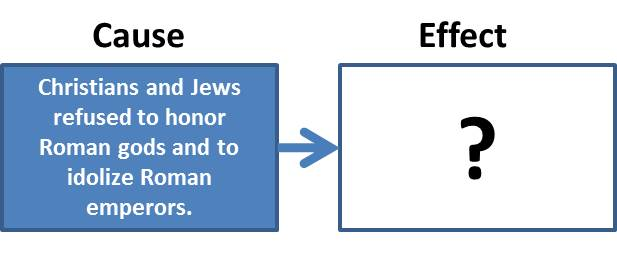 Cause
Effect
Christians and Jews
refused to honor
Roman gods and to
idolize Roman
emperors.
?